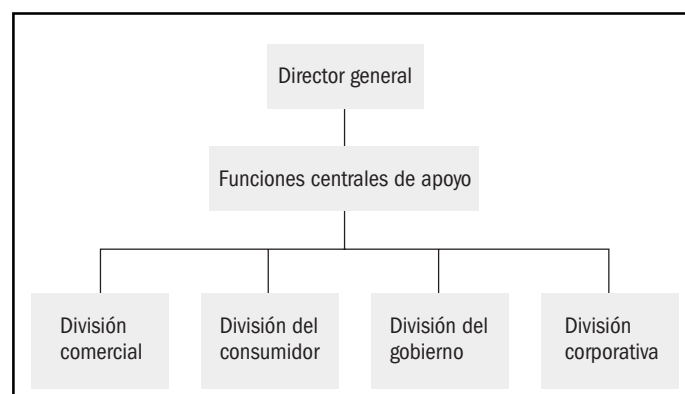 Director general
Funciones centrales de apoyo
División
comercial
División del
consumidor
División del
gobierno
División
corporativa